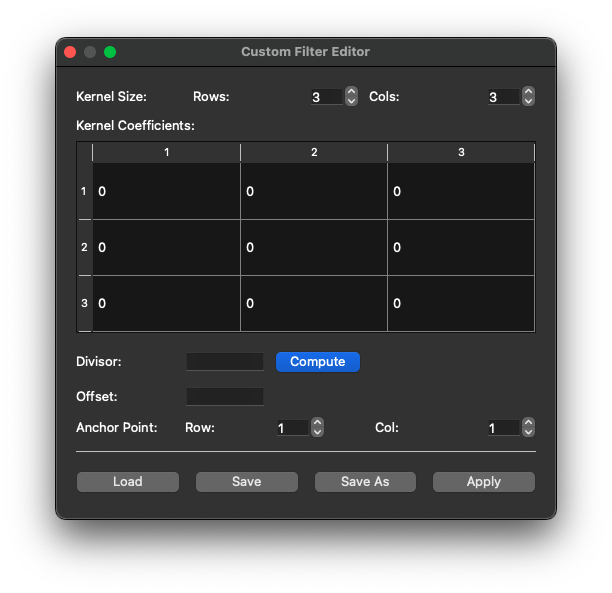 Custom Filter Editor
Kernel Size: Rows: 3 Cols: 3
Kernel Coefficients:
1 2 3
1 0 0 0
2 0 0 0
3 0 0 0
Divisor: Compute
Offset:
Anchor Point: Row: 1 Col: 1
Load Save Save As Apply